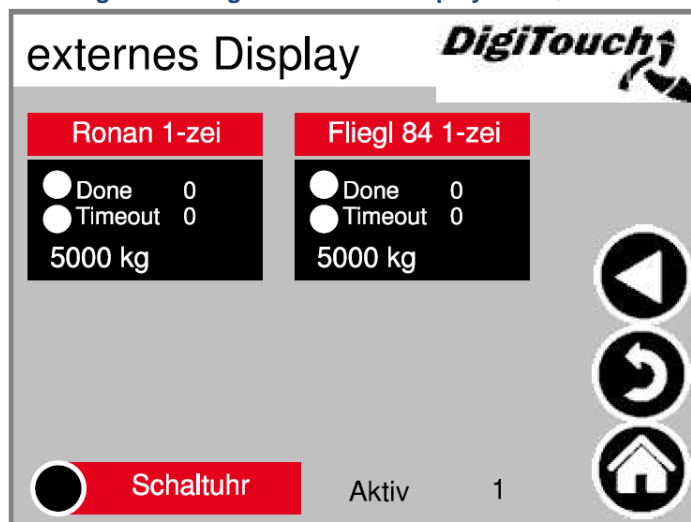 externes Display
DigiTouch
Ronan 1-zei
Fliegl 84 1-zei
Done 0
Timeout 0
5000 kg
Done 0
Timeout 0
5000 kg
Schaltuhr
Aktiv 1